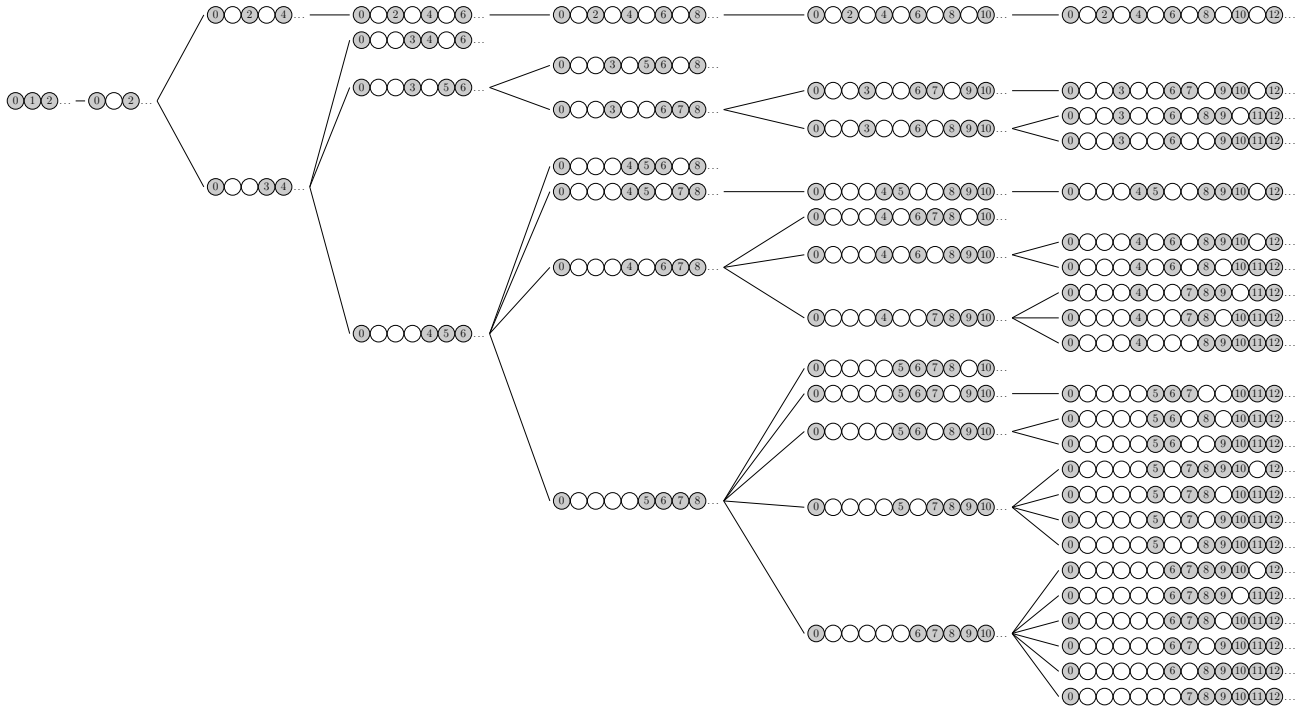 0 1 2 ...
0 2 ...
0 2 4 ...
0 3 4 ...
0 2 4 6 ...
0 3 4 6 ...
0 3 5 6 ...
0 4 5 6 ...
0 2 4 6 8 ...
0 3 5 6 8 ...
0 3 6 7 8 ...
0 4 5 6 8 ...
0 4 5 7 8 ...
0 4 6 7 8 ...
0 5 6 7 8 ...
0 2 4 6 8 10 ...
0 3 6 7 9 10 ...
0 3 6 8 9 10 ...
0 4 5 8 9 10 ...
0 4 6 7 8 10 ...
0 4 6 8 9 10 ...
0 4 7 8 9 10 ...
0 5 6 7 8 10 ...
0 5 6 7 9 10 ...
0 5 6 8 9 10 ...
0 5 7 8 9 10 ...
0 6 7 8 9 10 ...
0 2 4 6 8 10 12 ...
0 3 6 7 9 10 12 ...
0 3 6 8 9 11 12 ...
0 3 6 9 10 11 12 ...
0 4 5 8 9 10 12 ...
0 4 6 8 9 10 12 ...
0 4 6 8 10 11 12 ...
0 4 7 8 9 11 12 ...
0 4 7 8 10 11 12 ...
0 4 8 9 10 11 12 ...
0 5 6 7 10 11 12 ...
0 5 6 8 10 11 12 ...
0 5 6 9 10 11 12 ...
0 5 7 8 9 10 12 ...
0 5 7 8 10 11 12 ...
0 5 7 9 10 11 12 ...
0 5 8 9 10 11 12 ...
0 6 7 8 9 10 12 ...
0 6 7 8 9 11 12 ...
0 6 7 8 10 11 12 ...
0 6 7 9 10 11 12 ...
0 6 8 9 10 11 12 ...
0 7 8 9 10 11 12 ...